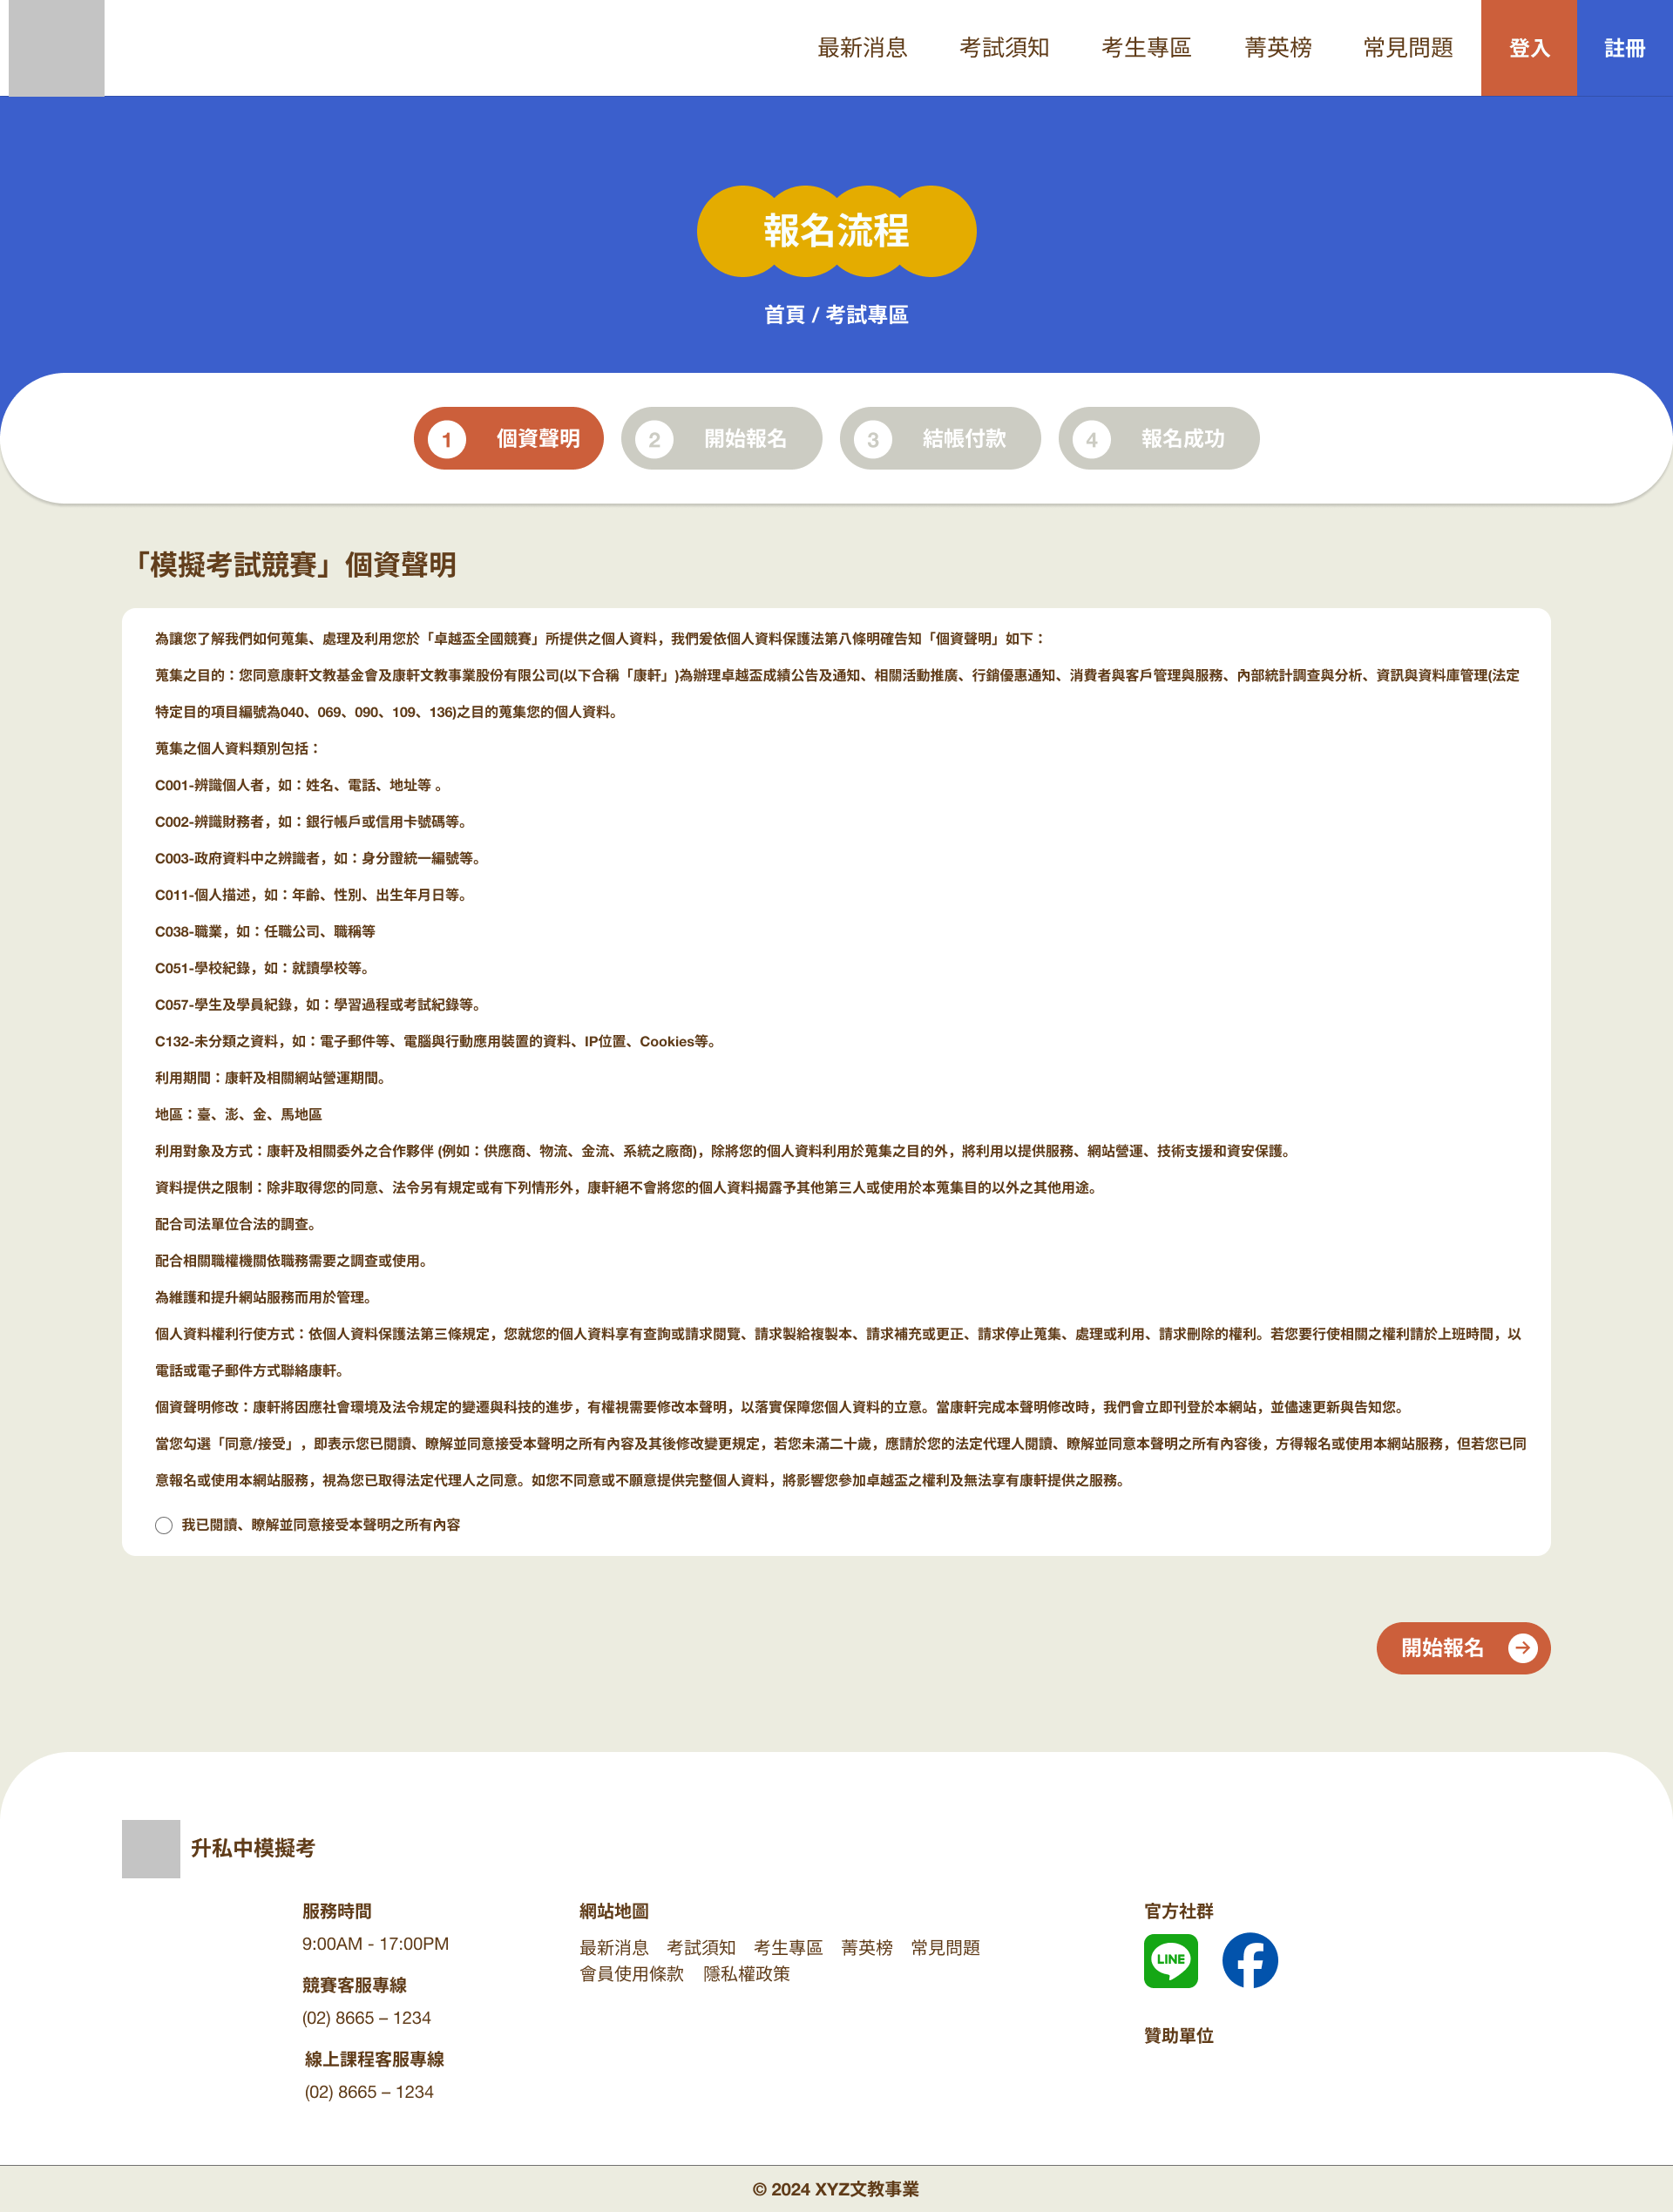 最新消息 考試須知 考生專區 菁英榜 常見問題 登入 註冊
報名流程
首頁 / 考試專區
1 個資聲明 2 開始報名 3 結帳付款 4 報名成功
「模擬考試競賽」個資聲明
為讓您了解我們如何蒐集、處理及利用您於「卓越盃全國競賽」所提供之個人資料，我們爰依個人資料保護法第八條明確告知「個資聲明」如下：
蒐集之目的：您同意康軒文教基金會及康軒文教事業股份有限公司(以下合稱「康軒」)為辦理卓越盃成績公告及通知、相關活動推廣、行銷優惠通知、消費者與客戶管理與服務、內部統計調查與分析、資訊與資料庫管理(法定
特定目的項目編號為040、069、090、109、136)之目的蒐集您的個人資料。
蒐集之個人資料類別包括：
C001-辨識個人者，如：姓名、電話、地址等 。
C002-辨識財務者，如：銀行帳戶或信用卡號碼等。
C003-政府資料中之辨識者，如：身分證統一編號等。
C011-個人描述，如：年齡、性別、出生年月日等。
C038-職業，如：任職公司、職稱等
C051-學校紀錄，如：就讀學校等。
C057-學生及學員紀錄，如：學習過程或考試紀錄等。
C132-未分類之資料，如：電子郵件等、電腦與行動應用裝置的資料、IP位置、Cookies等。
利用期間：康軒及相關網站營運期間。
地區：臺、澎、金、馬地區
利用對象及方式：康軒及相關委外之合作夥伴 (例如：供應商、物流、金流、系統之廠商)，除將您的個人資料利用於蒐集之目的外，將利用以提供服務、網站營運、技術支援和資安保護。
資料提供之限制：除非取得您的同意、法令另有規定或有下列情形外，康軒絕不會將您的個人資料揭露予其他第三人或使用於本蒐集目的以外之其他用途。
配合司法單位合法的調查。
配合相關職權機關依職務需要之調查或使用。
為維護和提升網站服務而用於管理。
個人資料權利行使方式：依個人資料保護法第三條規定，您就您的個人資料享有查詢或請求閱覽、請求製給複製本、請求補充或更正、請求停止蒐集、處理或利用、請求刪除的權利。若您要行使相關之權利請於上班時間，以
電話或電子郵件方式聯絡康軒。
個資聲明修改：康軒將因應社會環境及法令規定的變遷與科技的進步，有權視需要修改本聲明，以落實保障您個人資料的立意。當康軒完成本聲明修改時，我們會立即刊登於本網站，並儘速更新與告知您。
當您勾選「同意/接受」，即表示您已閱讀、瞭解並同意接受本聲明之所有內容及其後修改變更規定，若您未滿二十歲，應請於您的法定代理人閱讀、瞭解並同意本聲明之所有內容後，方得報名或使用本網站服務，但若您已同
意報名或使用本網站服務，視為您已取得法定代理人之同意。如您不同意或不願意提供完整個人資料，將影響您參加卓越盃之權利及無法享有康軒提供之服務。
我已閱讀、瞭解並同意接受本聲明之所有內容
開始報名
升私中模擬考
服務時間
9:00AM - 17:00PM
競賽客服專線
(02) 8665 – 1234
線上課程客服專線
(02) 8665 – 1234
網站地圖
最新消息 考試須知 考生專區 菁英榜 常見問題
會員使用條款 隱私權政策
官方社群
LINE
贊助單位
© 2024 XYZ文教事業